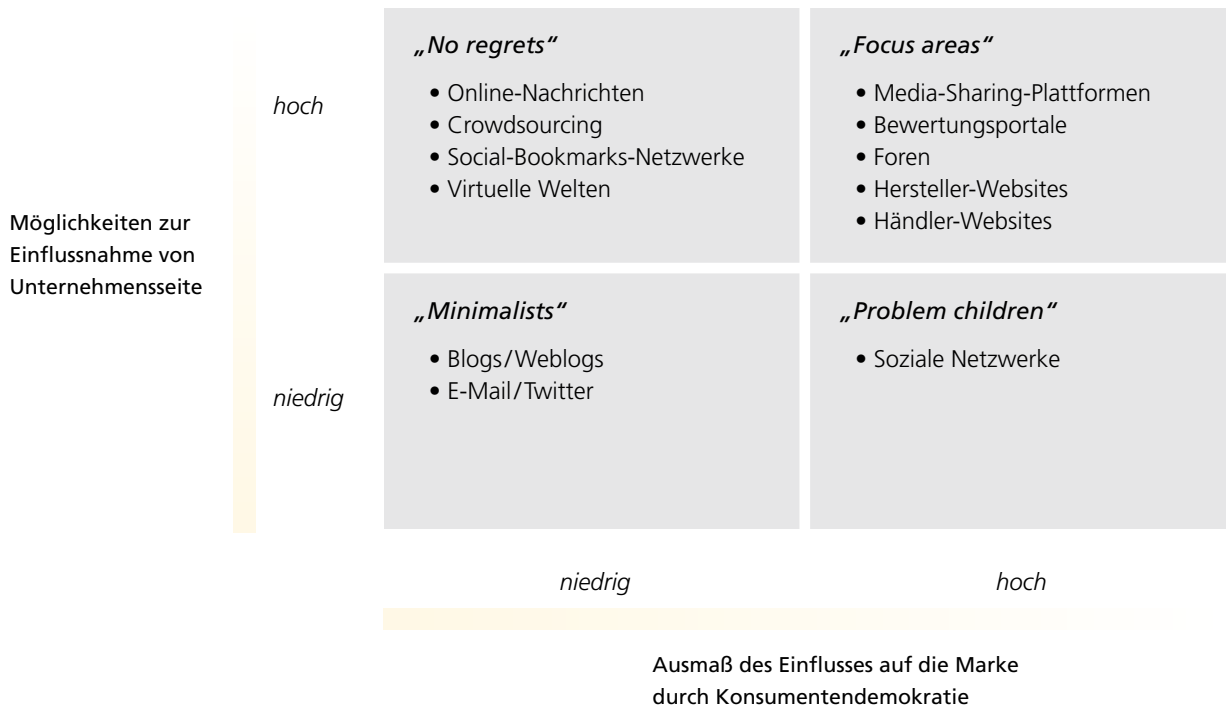 „No regrets“
• Online-Nachrichten
• Crowdsourcing
• Social-Bookmarks-Netzwerke
• Virtuelle Welten
„Focus areas“
• Media-Sharing-Plattformen
• Bewertungsportale
• Foren
• Hersteller-Websites
• Händler-Websites
hoch
Möglichkeiten zur
Einflussnahme von
Unternehmensseite
„Minimalists“
• Blogs/Weblogs
• E-Mail/Twitter
„Problem children“
• Soziale Netzwerke
niedrig
niedrig
hoch
Ausmaß des Einflusses auf die Marke
durch Konsumentendemokratie